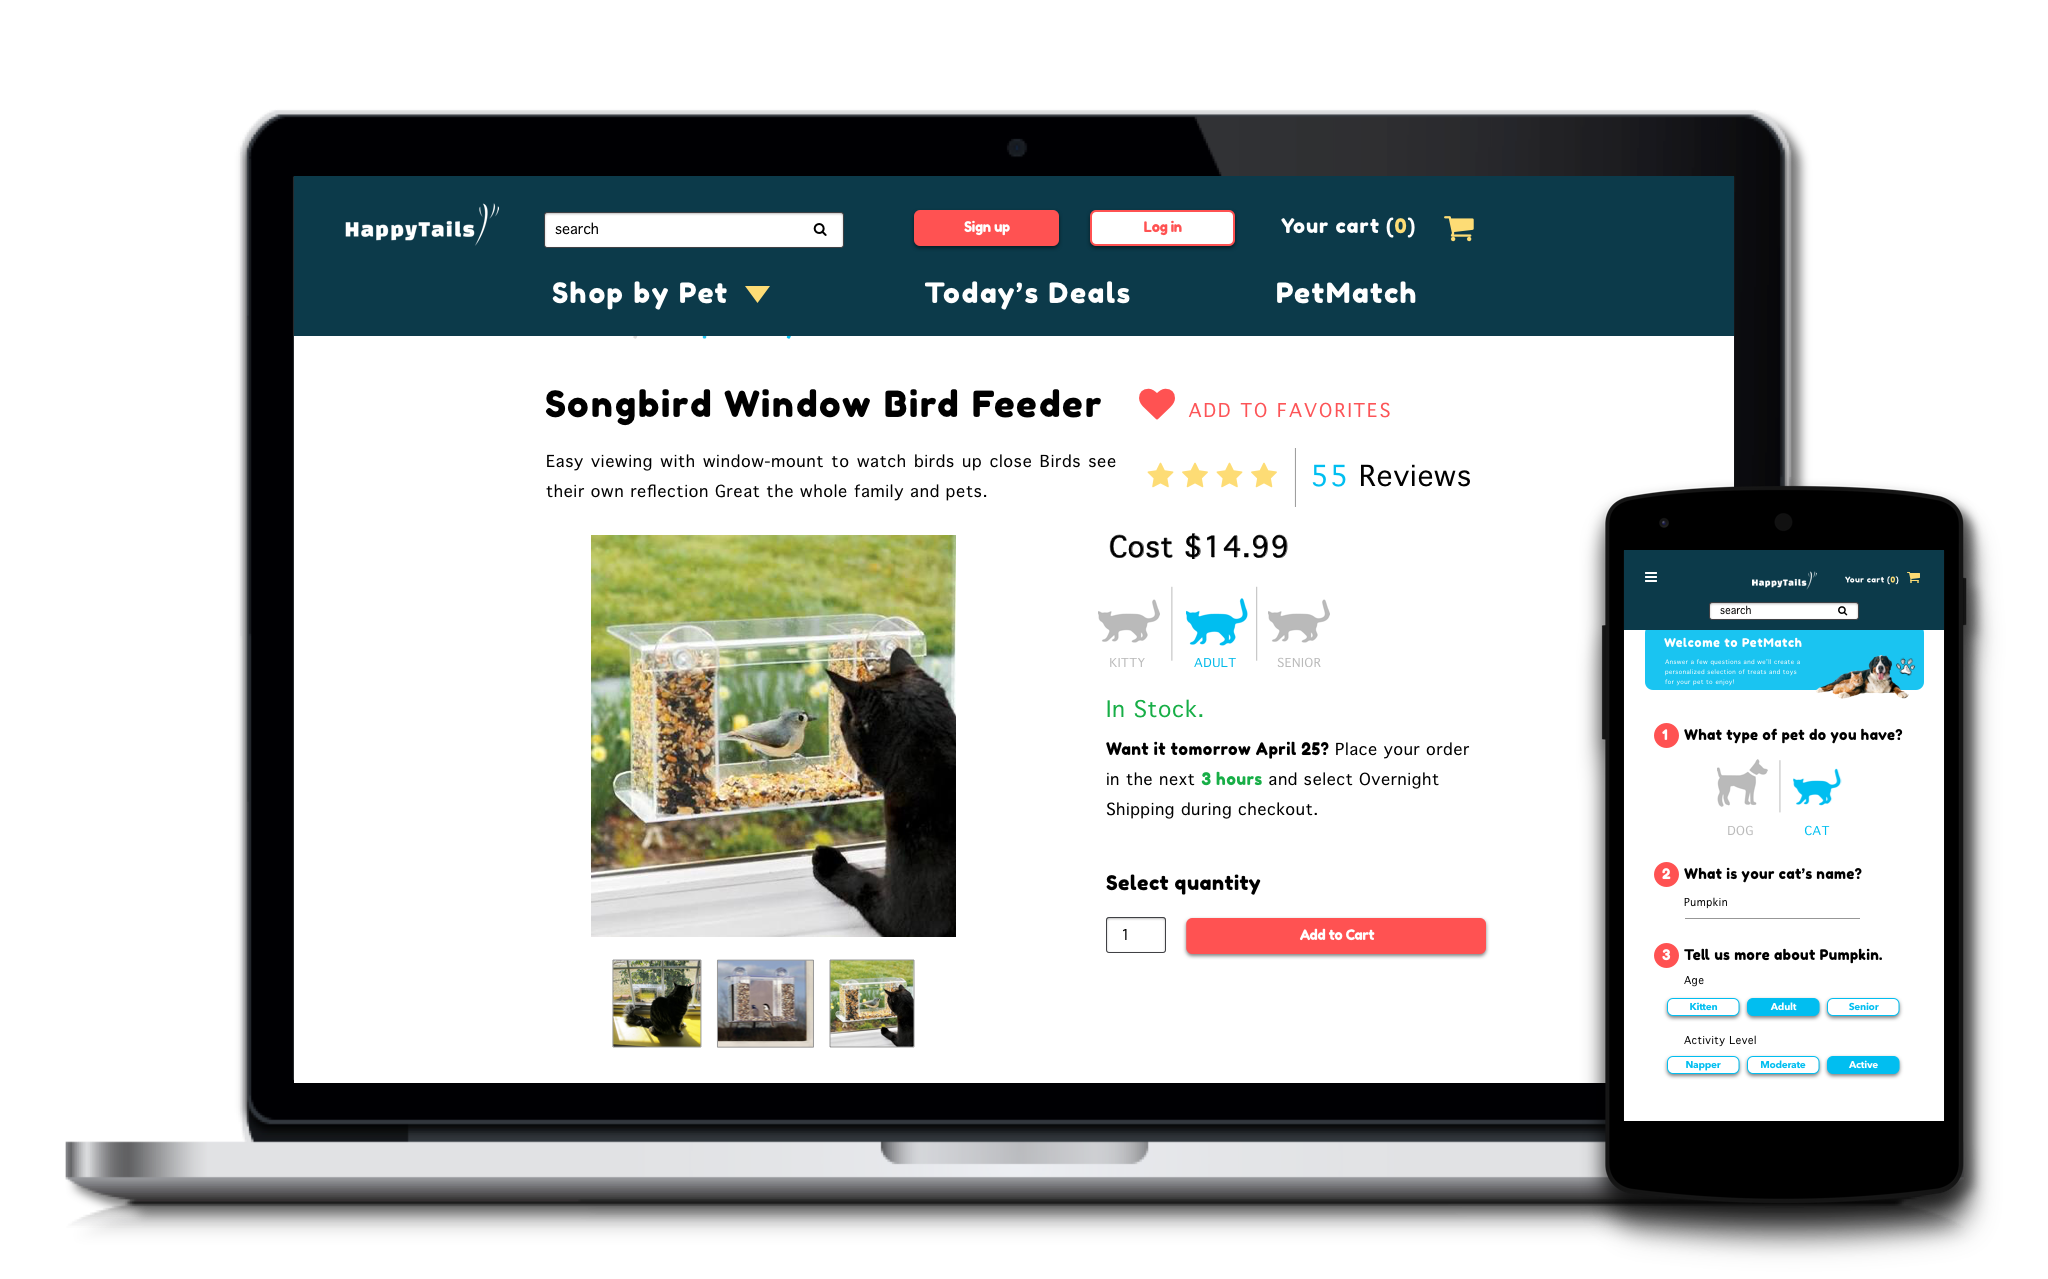 HappyTails
search
Sign up
Log in
Your cart (0)
Shop by Pet
Today's Deals
PetMatch
Songbird Window Bird Feeder
ADD TO FAVORITES
Easy viewing with window-mount to watch birds up close Birds see
their own reflection Great the whole family and pets.
55 Reviews
Cost $14.99
KITTY
ADULT
SENIOR
In Stock.
Want it tomorrow April 25? Place your order
in the next 3 hours and select Overnight
Shipping during checkout.
Select quantity
1
Add to Cart
HappyTails
Your cart (0)
search
Welcome to PetMatch
Answer a few questions and we'll create a
personalized selection of treats and toys
for your pet to enjoy!
1 What type of pet do you have?
DOG
CAT
2 What is your cat's name?
Pumpkin
3 Tell us more about Pumpkin.
Age
Kitten
Adult
Senior
Activity Level
Napper
Moderate
Active